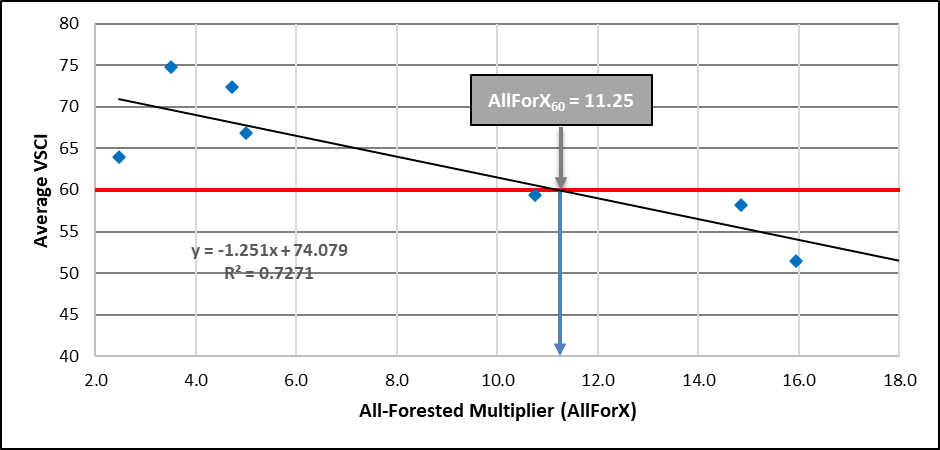 80
75
70
65
60
55
50
45
40
Average VSCI
AllForX₆₀ = 11.25
y = -1.251x + 74.079
R² = 0.7271
2.0 4.0 6.0 8.0 10.0 12.0 14.0 16.0 18.0
All-Forested Multiplier (AllForX)